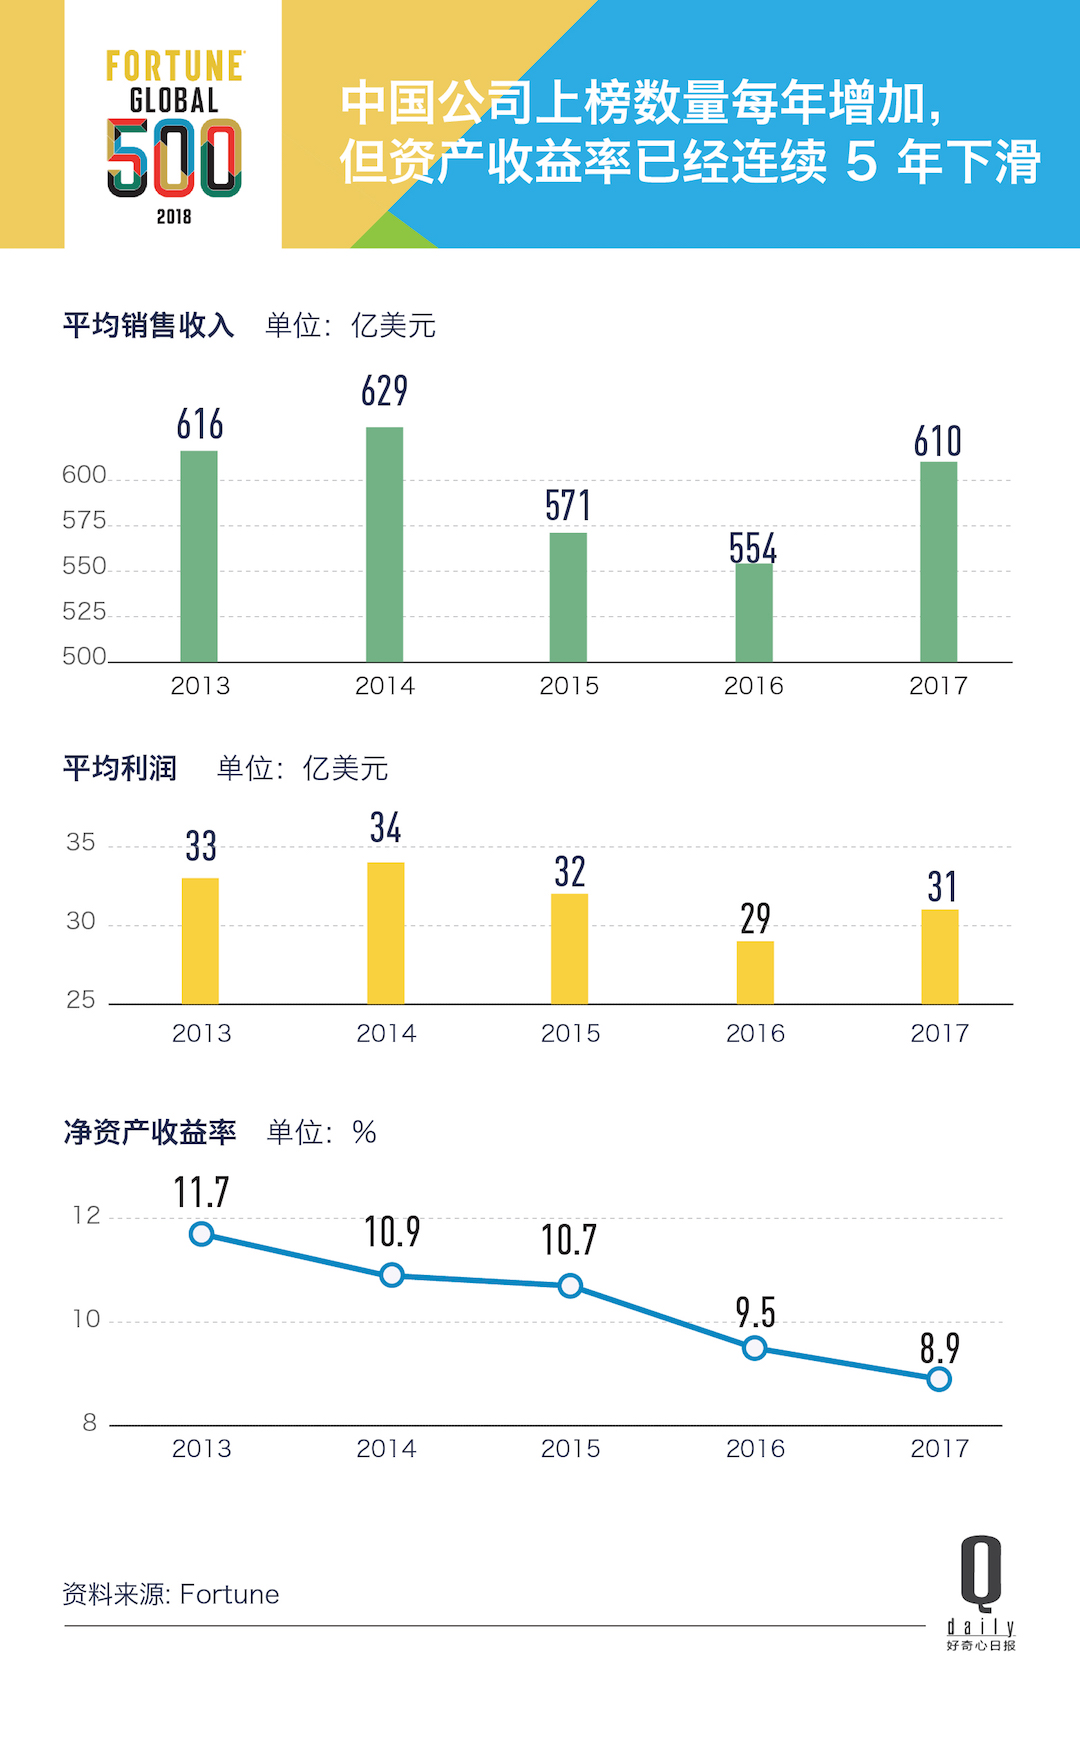 FORTUNE
GLOBAL
500
2018
中国公司上榜数量每年增加,
但资产收益率已经连续 5 年下滑
平均销售收入 单位：亿美元
629
616
610
600
575
571
554
550
525
500
2013 2014 2015 2016 2017
平均利润 单位：亿美元
34
35
33
32
31
30
29
25
2013 2014 2015 2016 2017
净资产收益率 单位：%
11.7
12
10.9
10.7
10
9.5
8.9
8
2013 2014 2015 2016 2017
资料来源: Fortune
Q
daily
好奇心日报